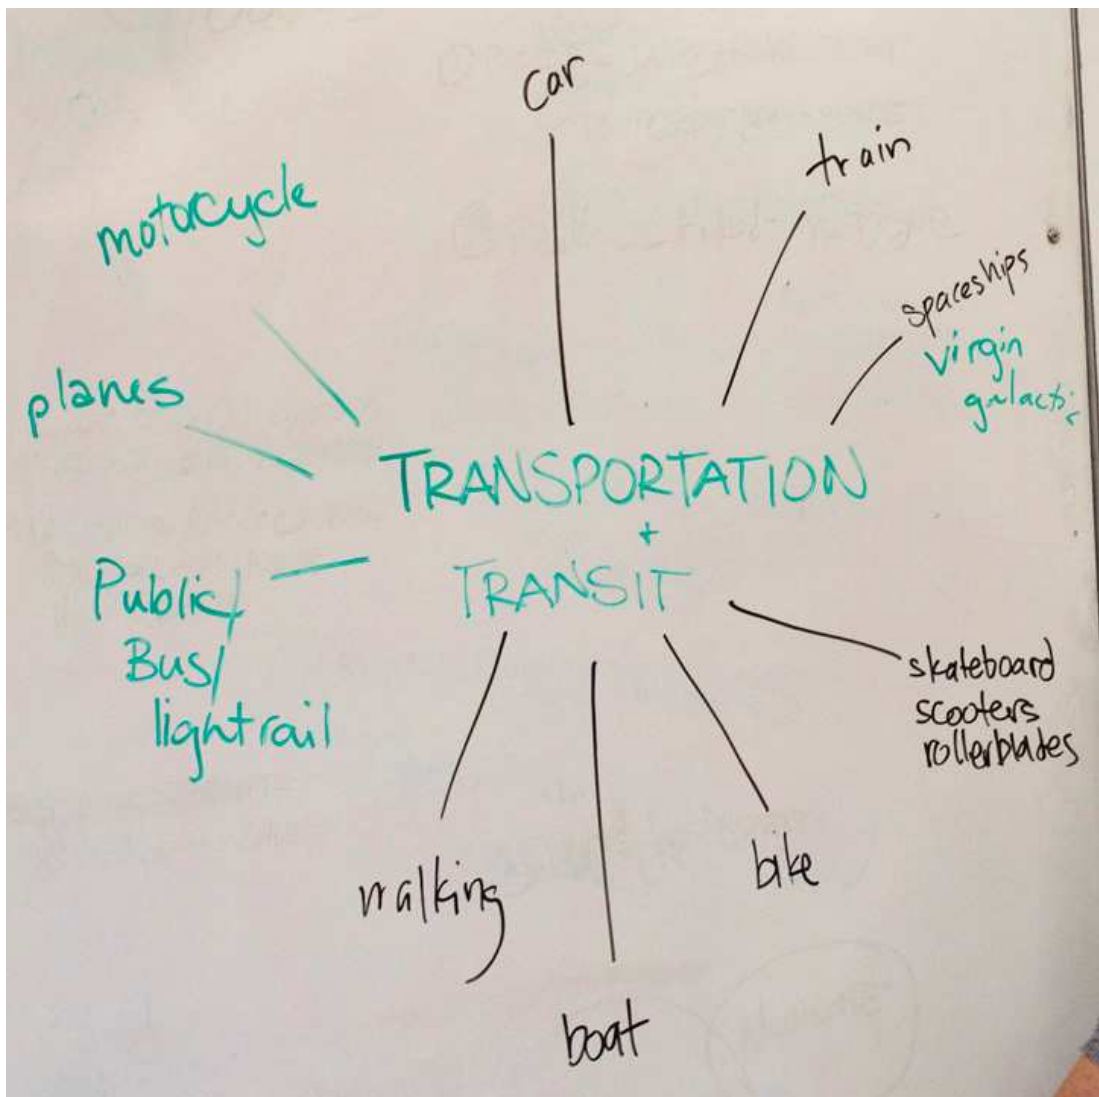 car
train
motorcycle
spaceships
virgin
galactic
planes
TRANSPORTATION
+
TRANSIT
Public/
Bus/
lightrail
skateboard
scooters
rollerblades
walking
bike
boat